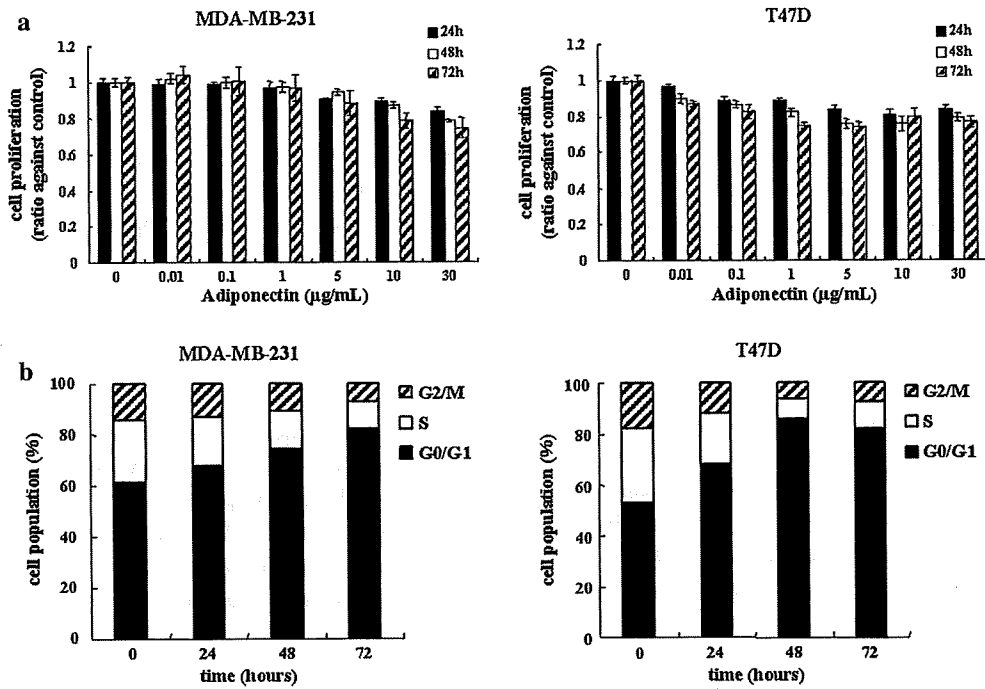 a
MDA-MB-231
24h
48h
72h
1.2
1
0.8
0.6
0.4
0.2
0
cell proliferation
(ratio against control)
0 0.01 0.1 1 5 10 30
Adiponectin (µg/mL)
T47D
24h
48h
72h
1.2
1
0.8
0.6
0.4
0.2
0
cell proliferation
(ratio against control)
0 0.01 0.1 1 5 10 30
Adiponectin (µg/mL)
b
MDA-MB-231
100
80
60
40
20
0
cell population (%)
G2/M
S
G0/G1
0 24 48 72
time (hours)
T47D
100
80
60
40
20
0
cell population (%)
G2/M
S
G0/G1
0 24 48 72
time (hours)